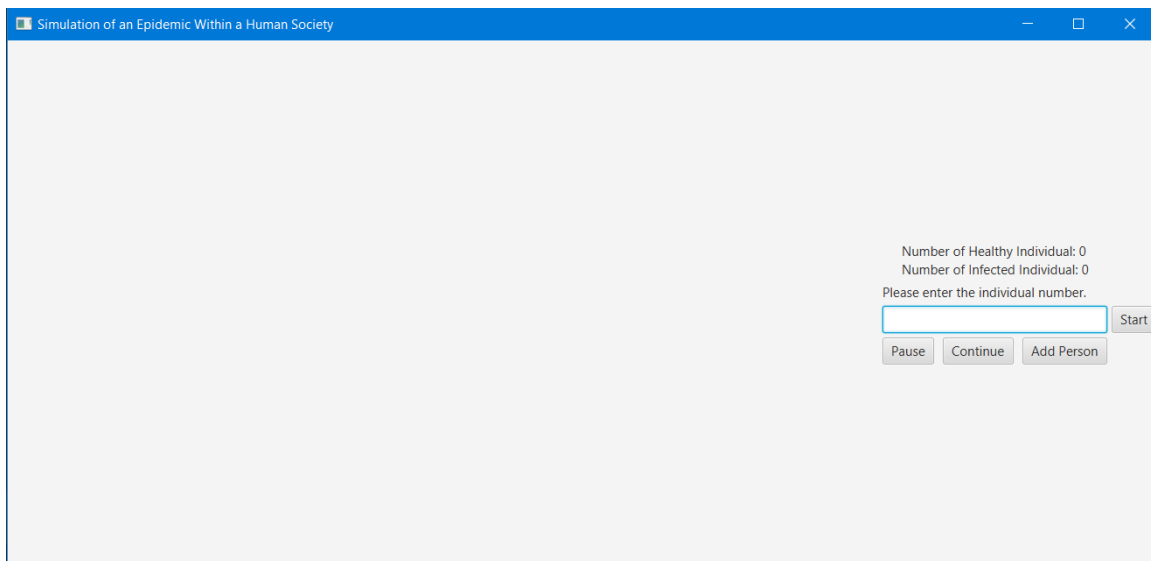 Simulation of an Epidemic Within a Human Society
Number of Healthy Individual: 0
Number of Infected Individual: 0
Please enter the individual number.
Start
Pause Continue Add Person